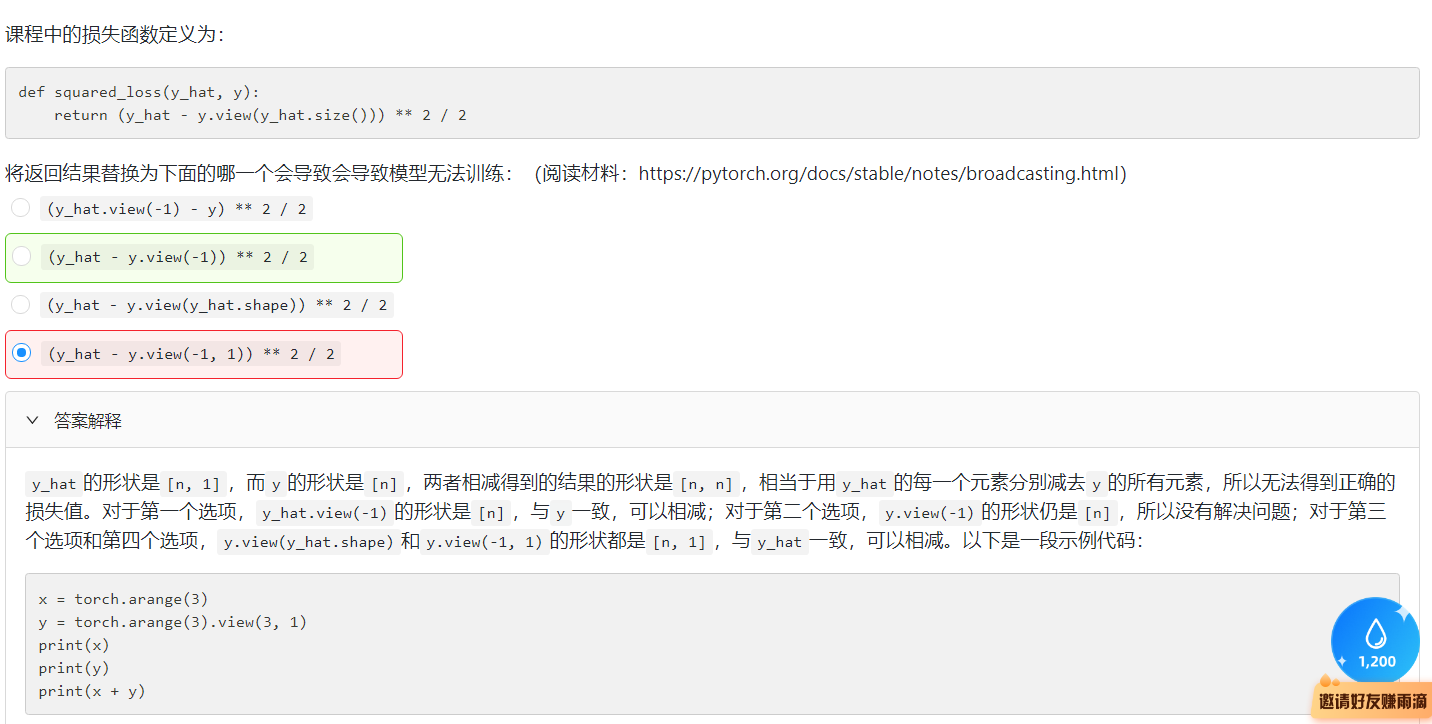 课程中的损失函数定义为：
def squared_loss(y_hat, y):
    return (y_hat - y.view(y_hat.size())) ** 2 / 2
将返回结果替换为下面的哪一个会导致会导致模型无法训练：（阅读材料：https://pytorch.org/docs/stable/notes/broadcasting.html）
(y_hat.view(-1) - y) ** 2 / 2
(y_hat - y.view(-1)) ** 2 / 2
(y_hat - y.view(y_hat.shape)) ** 2 / 2
(y_hat - y.view(-1, 1)) ** 2 / 2
答案解释
y_hat 的形状是 [n, 1]，而 y 的形状是 [n]，两者相减得到的结果的形状是 [n, n]，相当于用 y_hat 的每一个元素分别减去 y 的所有元素，所以无法得到正确的
损失值。对于第一个选项，y_hat.view(-1) 的形状是 [n]，与 y 一致，可以相减；对于第二个选项，y.view(-1) 的形状仍是 [n]，所以没有解决问题；对于第三
个选项和第四个选项，y.view(y_hat.shape) 和 y.view(-1, 1) 的形状都是 [n, 1]，与 y_hat 一致，可以相减。以下是一段示例代码：
x = torch.arange(3)
y = torch.arange(3).view(3, 1)
print(x)
print(y)
print(x + y)
1,200
邀请好友赚雨滴